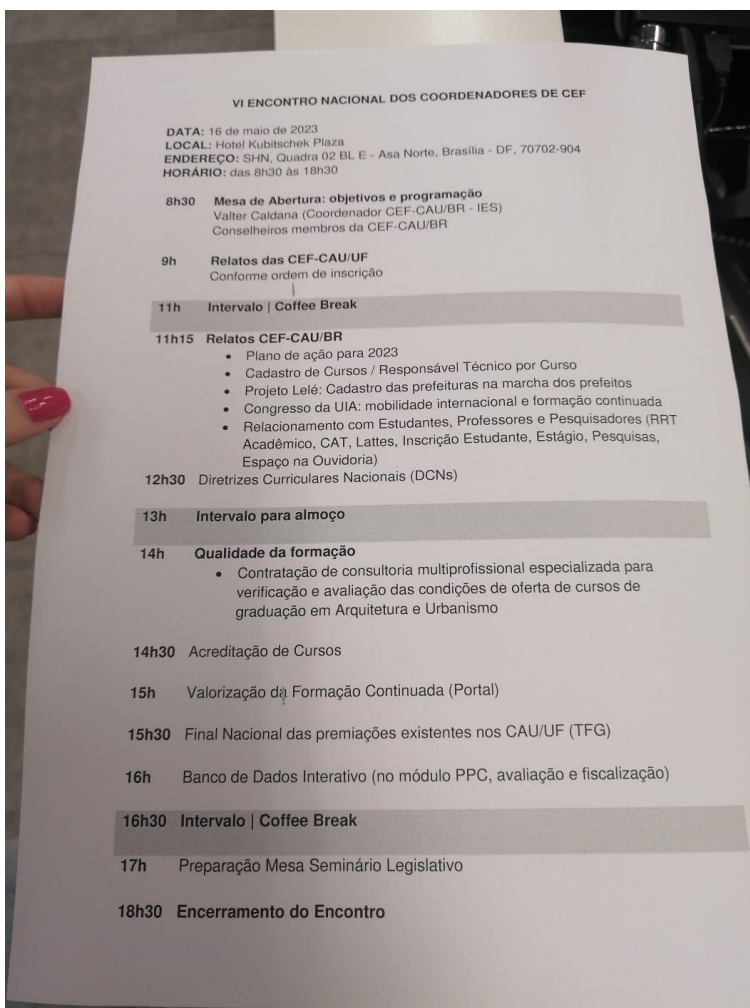 VI ENCONTRO NACIONAL DOS COORDENADORES DE CEF
DATA: 16 de maio de 2023
LOCAL: Hotel Kubitschek Plaza
ENDEREÇO: SHN, Quadra 02 BL E - Asa Norte, Brasília - DF, 70702-904
HORÁRIO: das 8h30 às 18h30
8h30 Mesa de Abertura: objetivos e programação
Valter Caldana (Coordenador CEF-CAU/BR - IES)
Conselheiros membros da CEF-CAU/BR
9h Relatos das CEF-CAU/UF
Conforme ordem de inscrição
11h Intervalo | Coffee Break
11h15 Relatos CEF-CAU/BR
• Plano de ação para 2023
• Cadastro de Cursos / Responsável Técnico por Curso
• Projeto Lelé: Cadastro das prefeituras na marcha dos prefeitos
• Congresso da UIA: mobilidade internacional e formação continuada
• Relacionamento com Estudantes, Professores e Pesquisadores (RRT
Acadêmico, CAT, Lattes, Inscrição Estudante, Estágio, Pesquisas,
Espaço na Ouvidoria)
12h30 Diretrizes Curriculares Nacionais (DCNs)
13h Intervalo para almoço
14h Qualidade da formação
• Contratação de consultoria multiprofissional especializada para
verificação e avaliação das condições de oferta de cursos de
graduação em Arquitetura e Urbanismo
14h30 Acreditação de Cursos
15h Valorização da Formação Continuada (Portal)
15h30 Final Nacional das premiações existentes nos CAU/UF (TFG)
16h Banco de Dados Interativo (no módulo PPC, avaliação e fiscalização)
16h30 Intervalo | Coffee Break
17h Preparação Mesa Seminário Legislativo
18h30 Encerramento do Encontro